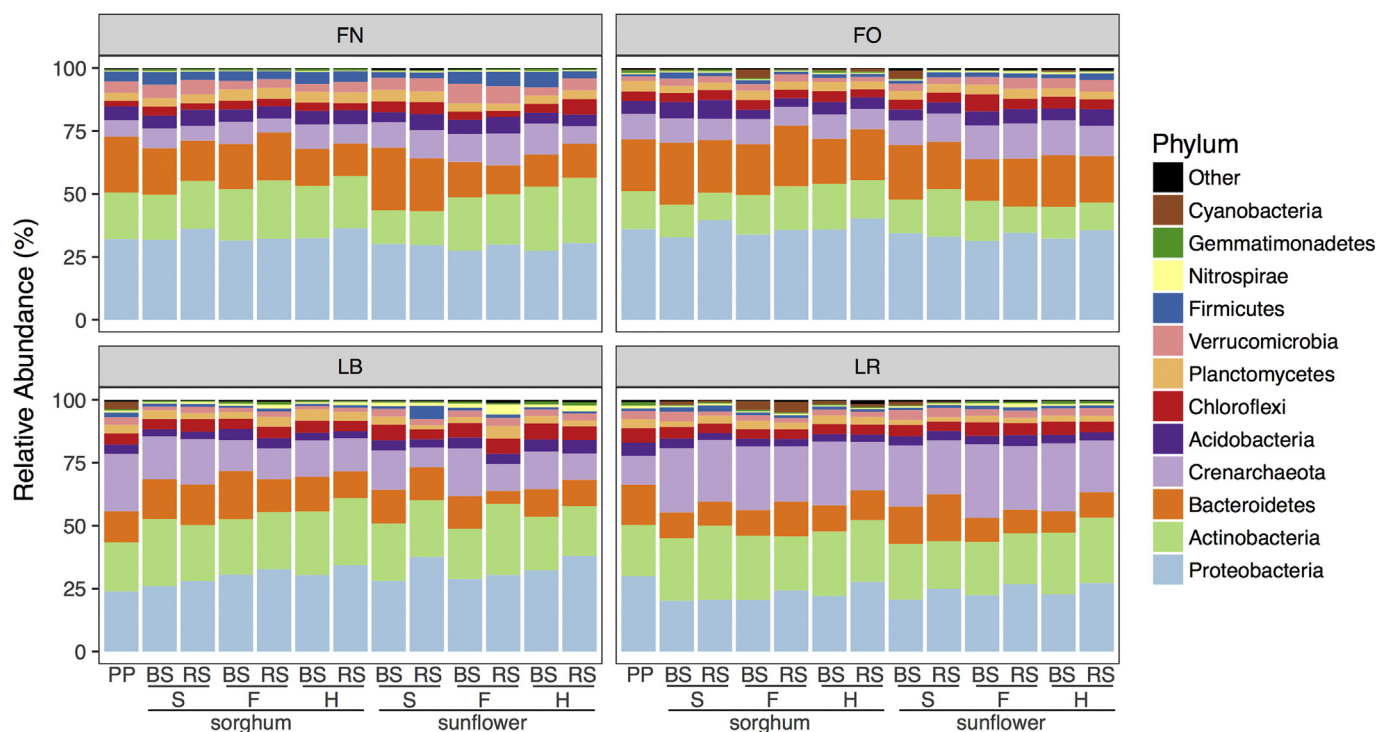 FN FO
100
75
50
25
0
LB LR
100
75
50
25
0
Relative Abundance (%)
PP BS RS BS RS BS RS BS RS BS RS BS RS PP BS RS BS RS BS RS BS RS BS RS BS RS
S F H S F H S F H S F H
sorghum sunflower sorghum sunflower
Phylum
Other
Cyanobacteria
Gemmatimonadetes
Nitrospirae
Firmicutes
Verrucomicrobia
Planctomycetes
Chloroflexi
Acidobacteria
Crenarchaeota
Bacteroidetes
Actinobacteria
Proteobacteria